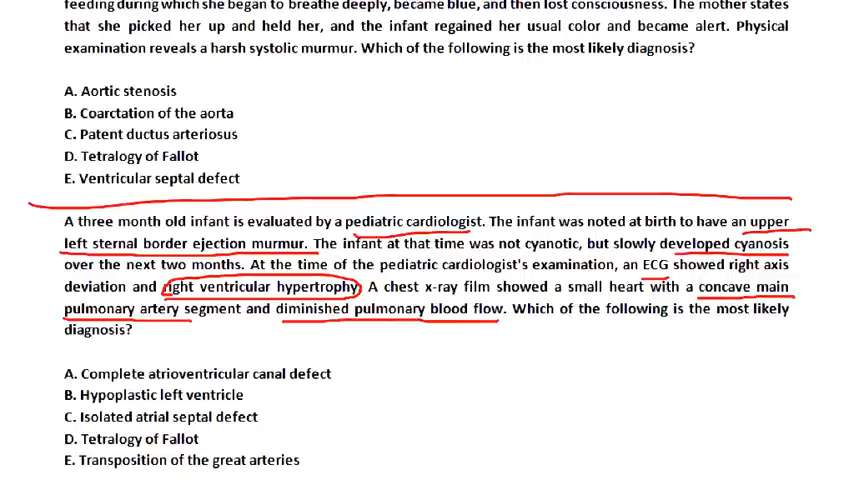 feeding during which she began to breathe deeply, became blue, and then lost consciousness. The mother states
that she picked her up and held her, and the infant regained her usual color and became alert. Physical
examination reveals a harsh systolic murmur. Which of the following is the most likely diagnosis?
A. Aortic stenosis
B. Coarctation of the aorta
C. Patent ductus arteriosus
D. Tetralogy of Fallot
E. Ventricular septal defect
A three month old infant is evaluated by a pediatric cardiologist. The infant was noted at birth to have an upper
left sternal border ejection murmur. The infant at that time was not cyanotic, but slowly developed cyanosis
over the next two months. At the time of the pediatric cardiologist's examination, an ECG showed right axis
deviation and right ventricular hypertrophy. A chest x-ray film showed a small heart with a concave main
pulmonary artery segment and diminished pulmonary blood flow. Which of the following is the most likely
diagnosis?
A. Complete atrioventricular canal defect
B. Hypoplastic left ventricle
C. Isolated atrial septal defect
D. Tetralogy of Fallot
E. Transposition of the great arteries